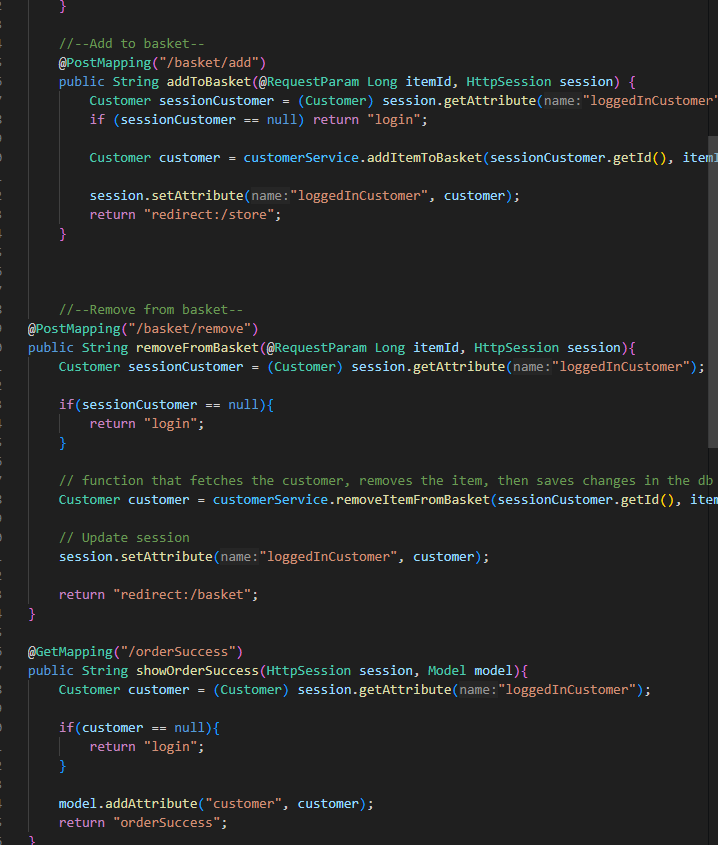 }
//--Add to basket--
@PostMapping("/basket/add")
public String addToBasket(@RequestParam Long itemId, HttpSession session) {
Customer sessionCustomer = (Customer) session.getAttribute(name:"loggedInCustomer"
if (sessionCustomer == null) return "login";
Customer customer = customerService.addItemToBasket(sessionCustomer.getId(), itemI
session.setAttribute(name:"loggedInCustomer", customer);
return "redirect:/store";
}
//--Remove from basket--
@PostMapping("/basket/remove")
public String removeFromBasket(@RequestParam Long itemId, HttpSession session){
Customer sessionCustomer = (Customer) session.getAttribute(name:"loggedInCustomer");
if(sessionCustomer == null){
return "login";
}
// function that fetches the customer, removes the item, then saves changes in the db
Customer customer = customerService.removeItemFromBasket(sessionCustomer.getId(), item
// Update session
session.setAttribute(name:"loggedInCustomer", customer);
return "redirect:/basket";
}
@GetMapping("/orderSuccess")
public String showOrderSuccess(HttpSession session, Model model){
Customer customer = (Customer) session.getAttribute(name:"loggedInCustomer");
if(customer == null){
return "login";
}
model.addAttribute("customer", customer);
return "orderSuccess";
}